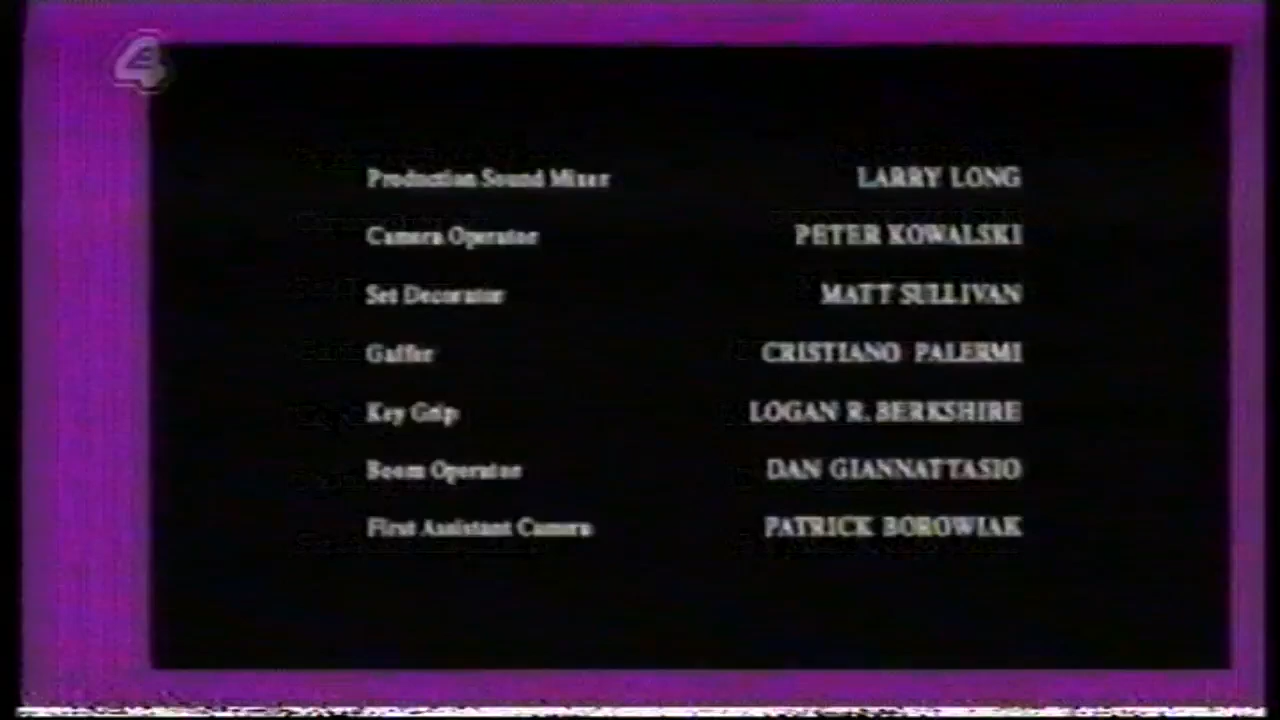 E4
Production Sound Mixer LARRY LONG
Camera Operator PETER KOWALSKI
Set Decorator MATT SULLIVAN
Gaffer CRISTIANO PALERMI
Key Grip LOGAN R. BERKSHIRE
Boom Operator DAN GIANNATTASIO
First Assistant Camera PATRICK BOROWIAK